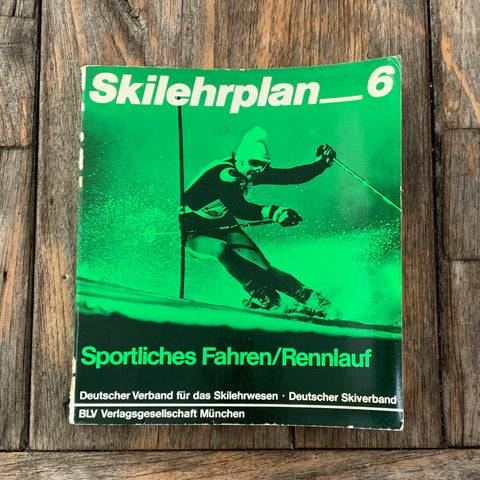 Skilehrplan_6
Sportliches Fahren/Rennlauf
Deutscher Verband für das Skilehrwesen · Deutscher Skiverband
BLV Verlagsgesellschaft München